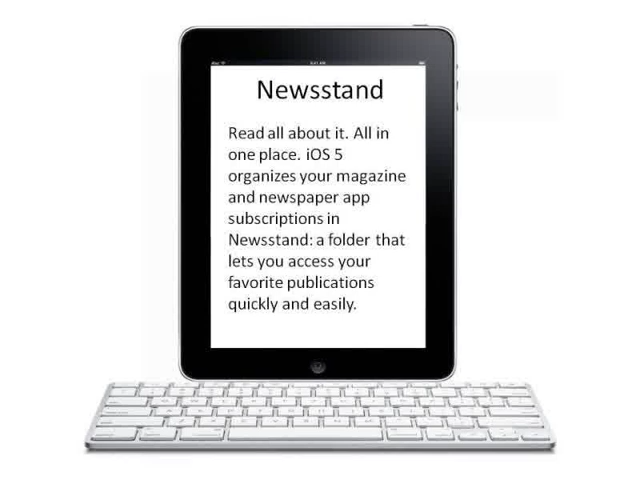 Newsstand
Read all about it. All in
one place. iOS 5
organizes your magazine
and newspaper app
subscriptions in
Newsstand: a folder that
lets you access your
favorite publications
quickly and easily.